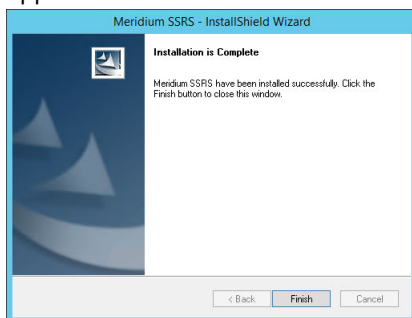 Meridium SSRS - InstallShield Wizard
Installation is Complete
Meridium SSRS have been installed successfully. Click the
Finish button to close this window.
< Back Finish Cancel